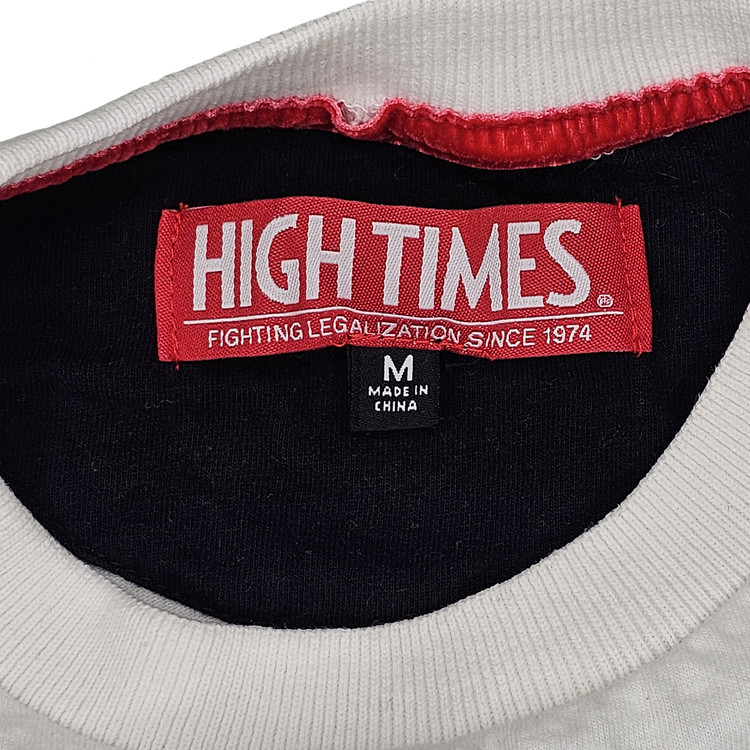 HIGH TIMES®
FIGHTING LEGALIZATION SINCE 1974
M
MADE IN
CHINA